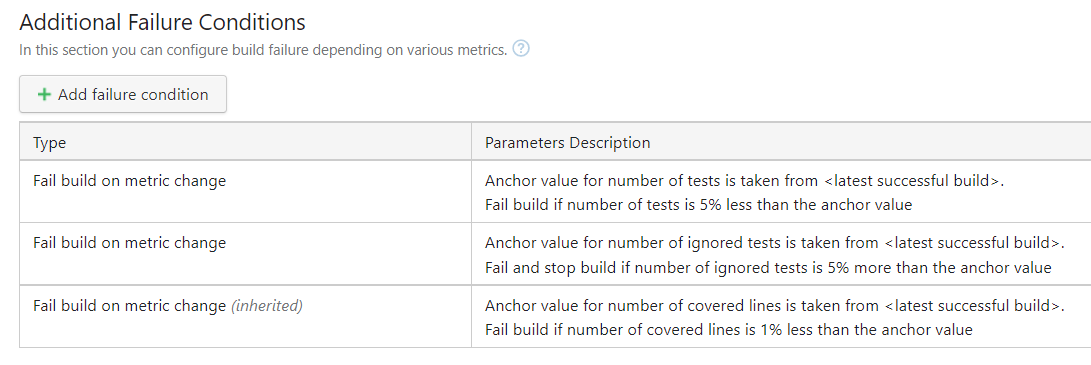 Additional Failure Conditions
In this section you can configure build failure depending on various metrics. ?
+ Add failure condition
Type Parameters Description
Fail build on metric change Anchor value for number of tests is taken from <latest successful build>.
Fail build if number of tests is 5% less than the anchor value
Fail build on metric change Anchor value for number of ignored tests is taken from <latest successful build>.
Fail and stop build if number of ignored tests is 5% more than the anchor value
Fail build on metric change (inherited) Anchor value for number of covered lines is taken from <latest successful build>.
Fail build if number of covered lines is 1% less than the anchor value